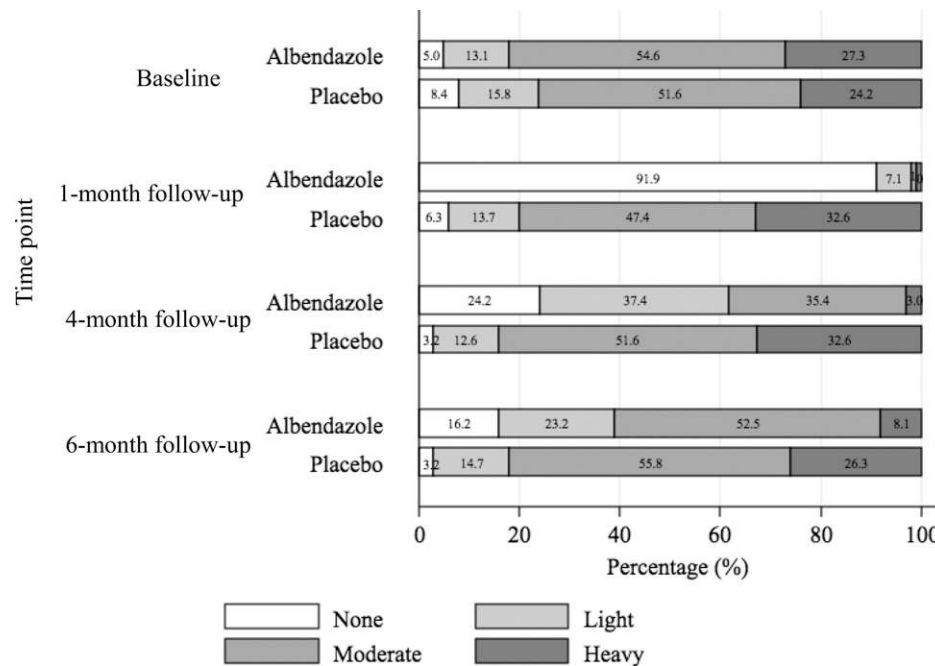 Albendazole 5.0 13.1 54.6 27.3
Baseline
Placebo 8.4 15.8 51.6 24.2
Albendazole 91.9 7.1
1-month follow-up
Placebo 6.3 13.7 47.4 32.6
Time point
Albendazole 24.2 37.4 35.4 3.0
4-month follow-up
Placebo 3.2 12.6 51.6 32.6
Albendazole 16.2 23.2 52.5 8.1
6-month follow-up
Placebo 3.2 14.7 55.8 26.3
0 20 40 60 80 100
Percentage (%)
None Light
Moderate Heavy